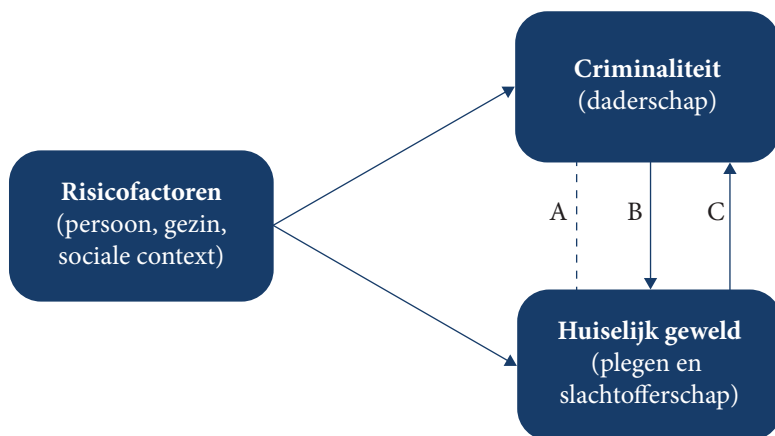 Criminaliteit
(daderschap)
Risicofactoren
(persoon, gezin,
sociale context)
A
B
C
Huiselijk geweld
(plegen en
slachtofferschap)